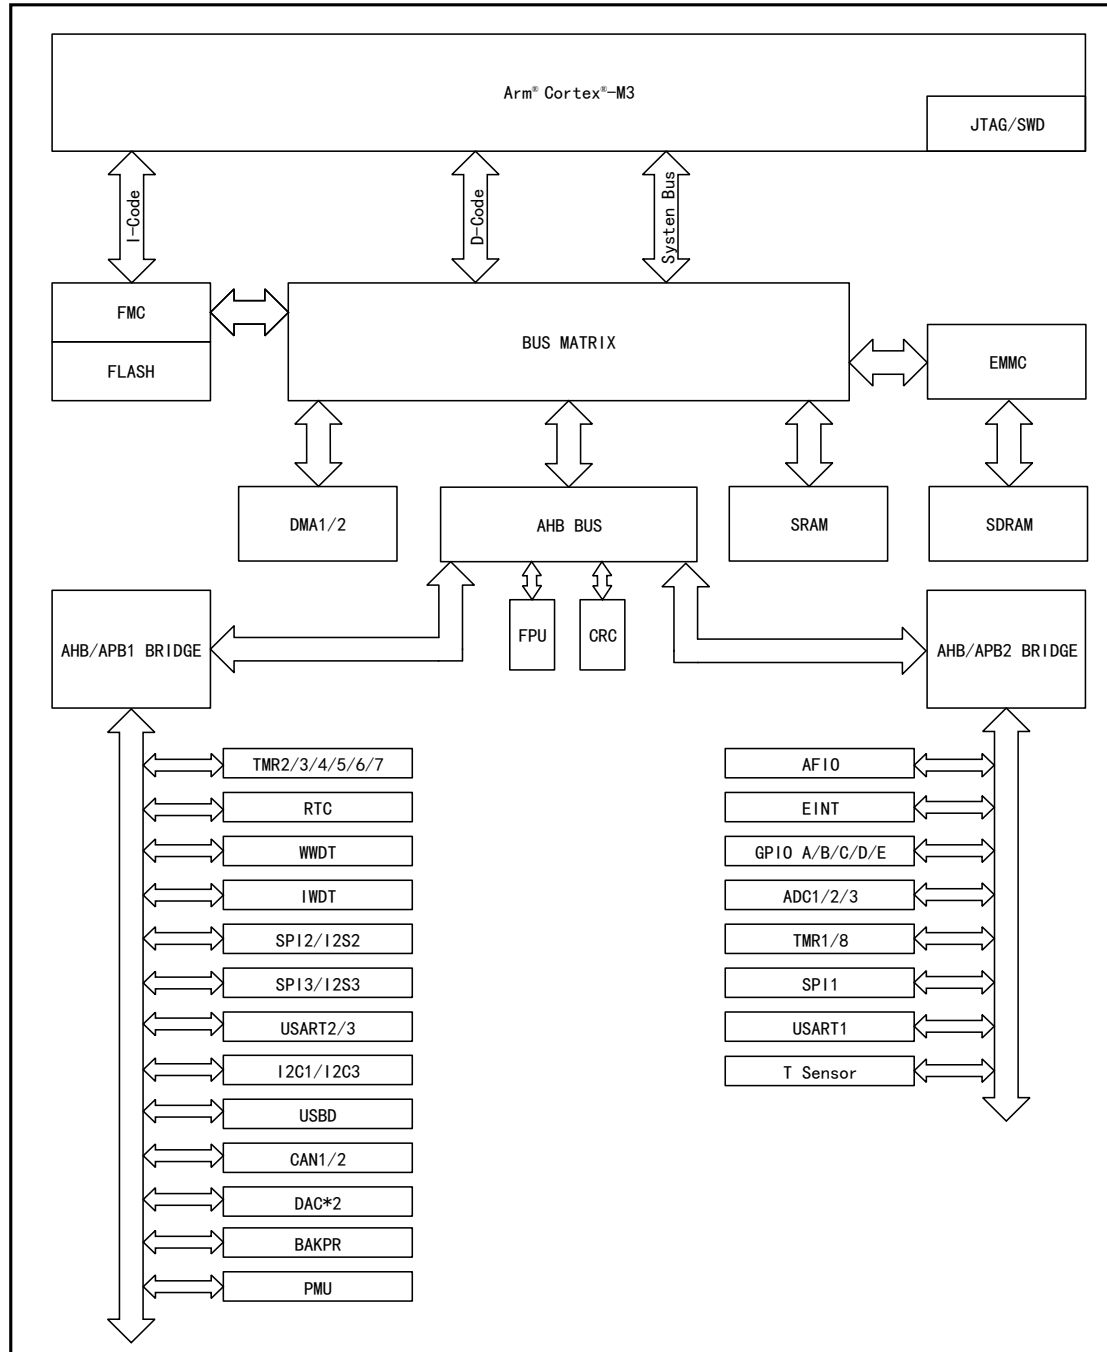 Arm® Cortex®-M3
JTAG/SWD
I-Code
D-Code
Systen Bus
FMC
FLASH
BUS MATRIX
EMMC
DMA1/2
AHB BUS
SRAM
SDRAM
FPU
CRC
AHB/APB1 BRIDGE
AHB/APB2 BRIDGE
TMR2/3/4/5/6/7
RTC
WWDT
IWDT
SPI2/I2S2
SPI3/I2S3
USART2/3
I2C1/I2C3
USBD
CAN1/2
DAC*2
BAKPR
PMU
AFIO
EINT
GPIO A/B/C/D/E
ADC1/2/3
TMR1/8
SPI1
USART1
T Sensor